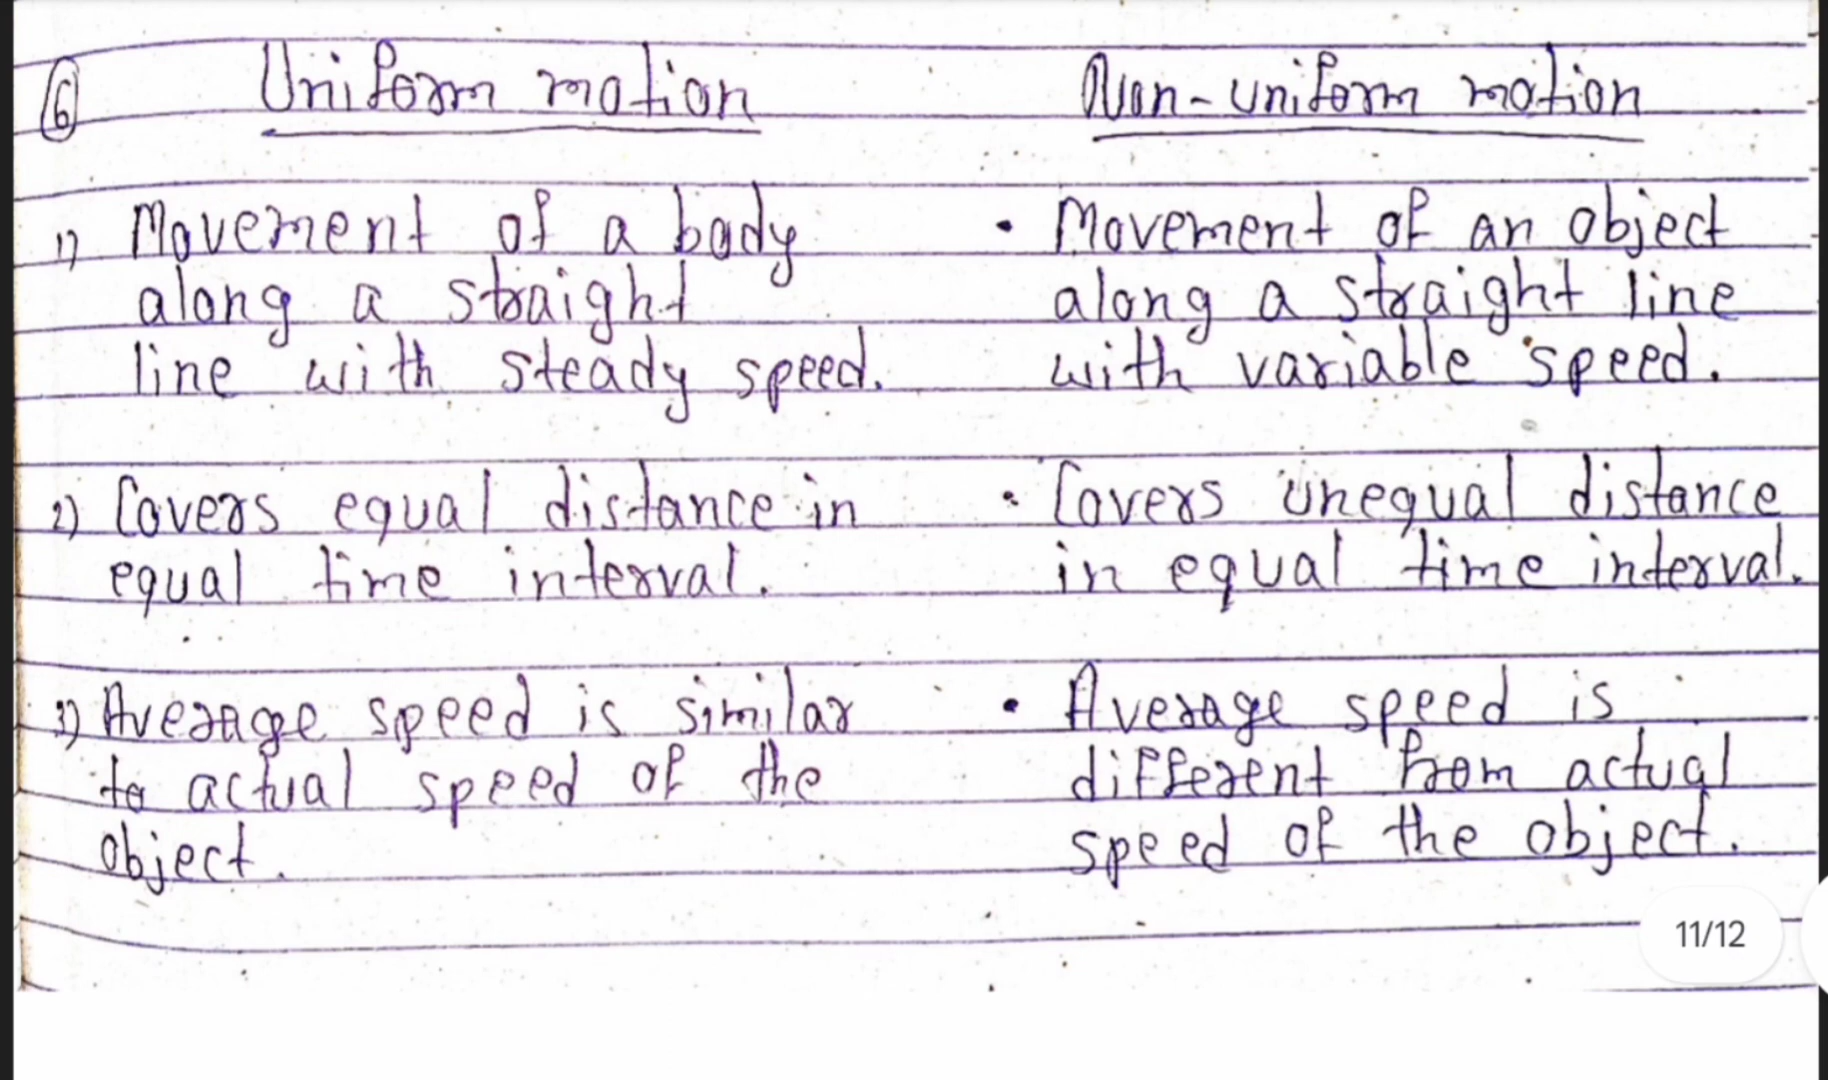 6 Uniform motion
Non-uniform motion
1) Movement of a body
along a straight
line with steady speed.
• Movement of an object
along a straight line
with variable speed.
2) Covers equal distance in
equal time interval.
• Covers unequal distance
in equal time interval.
3) Average speed is similar
to actual speed of the
object.
• Average speed is
different from actual
speed of the object.
11/12